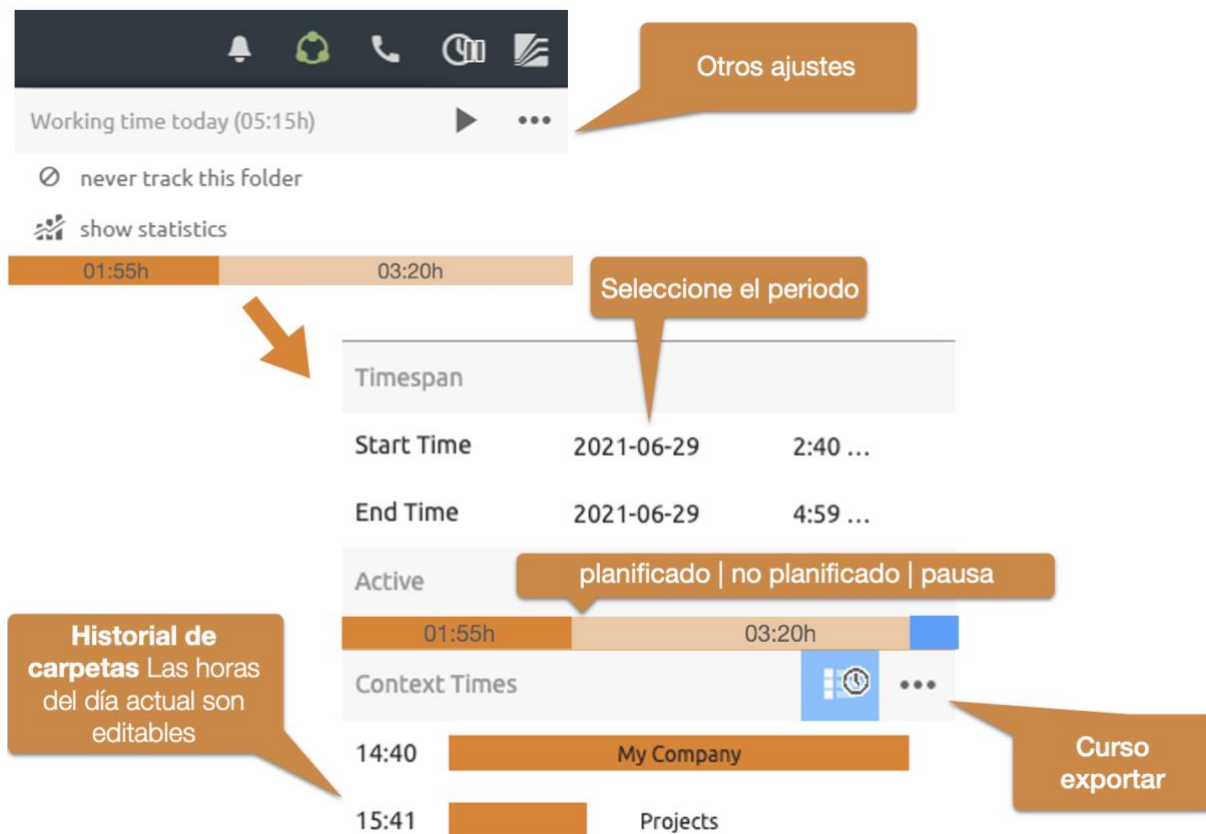 Otros ajustes
Working time today (05:15h)
never track this folder
show statistics
01:55h 03:20h
Seleccione el periodo
Timespan
Start Time 2021-06-29 2:40 ...
End Time 2021-06-29 4:59 ...
Active
planificado | no planificado | pausa
01:55h 03:20h
Historial de
carpetas Las horas
del día actual son
editables
Context Times
Curso
exportar
14:40 My Company
15:41 Projects